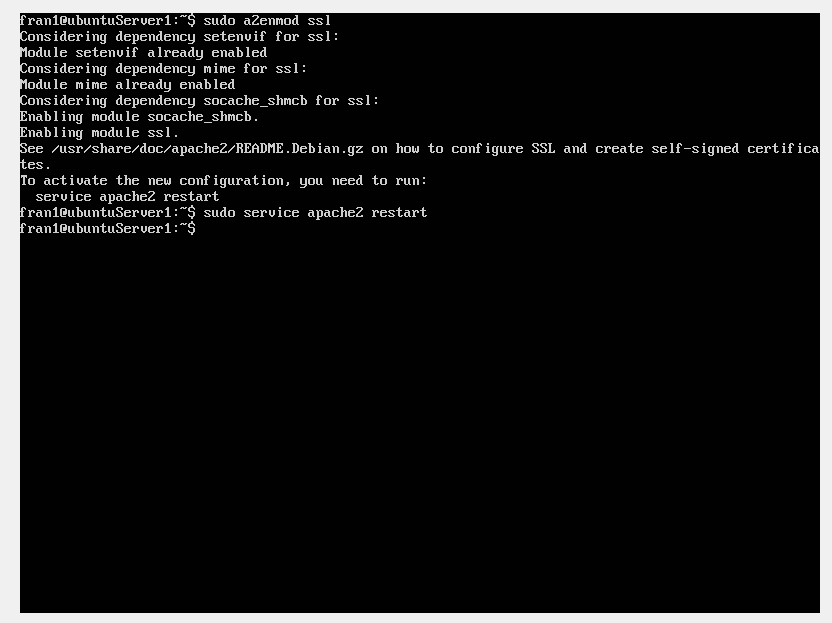 fran1@ubuntuServer1:~$ sudo a2enmod ssl
Considering dependency setenvif for ssl:
Module setenvif already enabled
Considering dependency mime for ssl:
Module mime already enabled
Considering dependency socache_shmcb for ssl:
Enabling module socache_shmcb.
Enabling module ssl.
See /usr/share/doc/apache2/README.Debian.gz on how to configure SSL and create self-signed certifica
tes.
To activate the new configuration, you need to run:
  service apache2 restart
fran1@ubuntuServer1:~$ sudo service apache2 restart
fran1@ubuntuServer1:~$